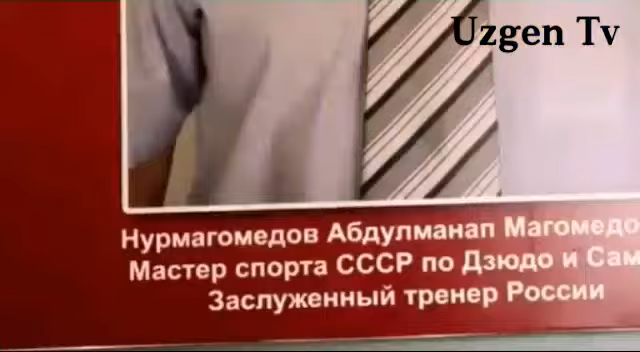 Uzgen Tv
Нурмагомедов Абдулманап Магомедо
Мастер спорта СССР по Дзюдо и Сам
Заслуженный тренер России